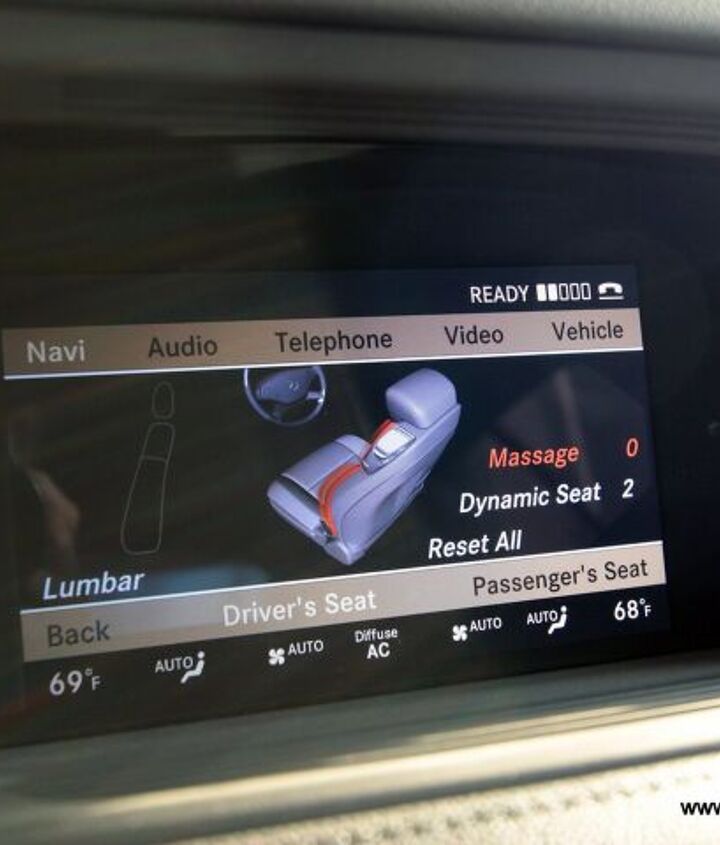 READY
Navi Audio Telephone Video Vehicle
Massage 0
Dynamic Seat 2
Reset All
Lumbar
Back Driver's Seat Passenger's Seat
69°F AUTO AUTO Diffuse AC AUTO AUTO 68°F
www